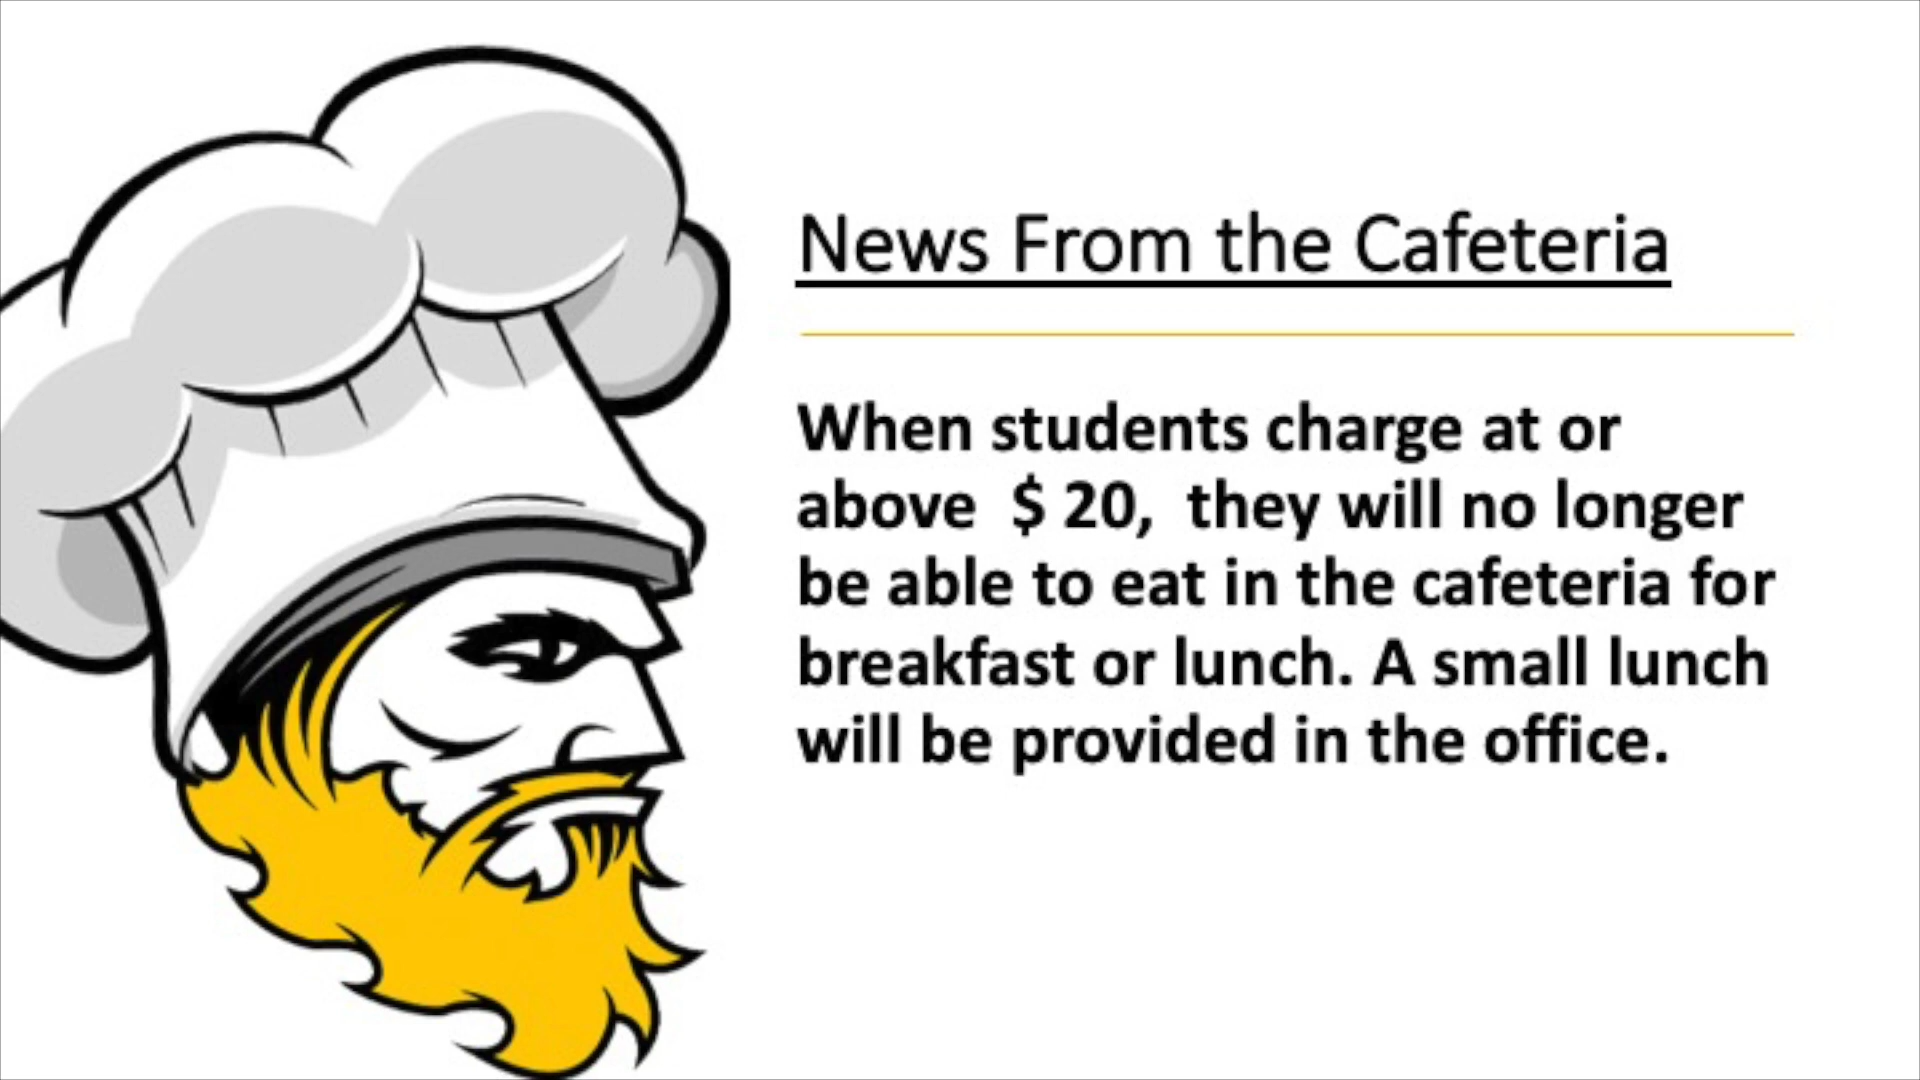 News From the Cafeteria
When students charge at or
above  $ 20,  they will no longer
be able to eat in the cafeteria for
breakfast or lunch. A small lunch
will be provided in the office.